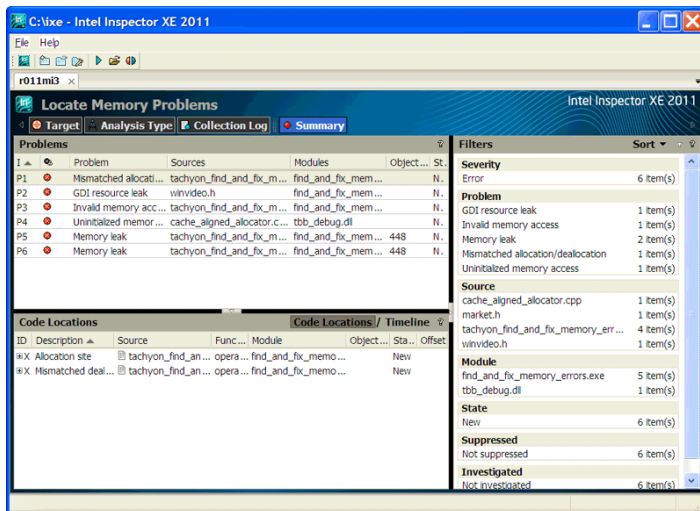 C:\ixe - Intel Inspector XE 2011
File Help
r011mi3 ×
Locate Memory Problems
Intel Inspector XE 2011
Target Analysis Type Collection Log Summary
Problems
I Problem Sources Modules Object... St.
P1 Mismatched allocati... tachyon_find_and_fix_m... find_and_fix_mem... N.
P2 GDI resource leak winvideo.h find_and_fix_mem... N.
P3 Invalid memory acc... tachyon_find_and_fix_m... find_and_fix_mem... N.
P4 Uninitialized memor... cache_aligned_allocator.c... tbb_debug.dll N.
P5 Memory leak tachyon_find_and_fix_m... find_and_fix_mem... 448 N.
P6 Memory leak tachyon_find_and_fix_m... find_and_fix_mem... 448 N.
Code Locations
Code Locations / Timeline
ID Description Source Func... Module Object... Sta.. Offset
X Allocation site tachyon_find_an... opera... find_and_fix_memo... New
X Mismatched deal... tachyon_find_an... opera... find_and_fix_memo... New
Filters Sort
Severity
Error 6 item(s)
Problem
GDI resource leak 1 item(s)
Invalid memory access 1 item(s)
Memory leak 2 item(s)
Mismatched allocation/deallocation 1 item(s)
Uninitialized memory access 1 item(s)
Source
cache_aligned_allocator.cpp 1 item(s)
market.h 1 item(s)
tachyon_find_and_fix_memory_err... 4 item(s)
winvideo.h 1 item(s)
Module
find_and_fix_memory_errors.exe 5 item(s)
tbb_debug.dll 1 item(s)
State
New 6 item(s)
Suppressed
Not suppressed 6 item(s)
Investigated
Not investigated 6 item(s)